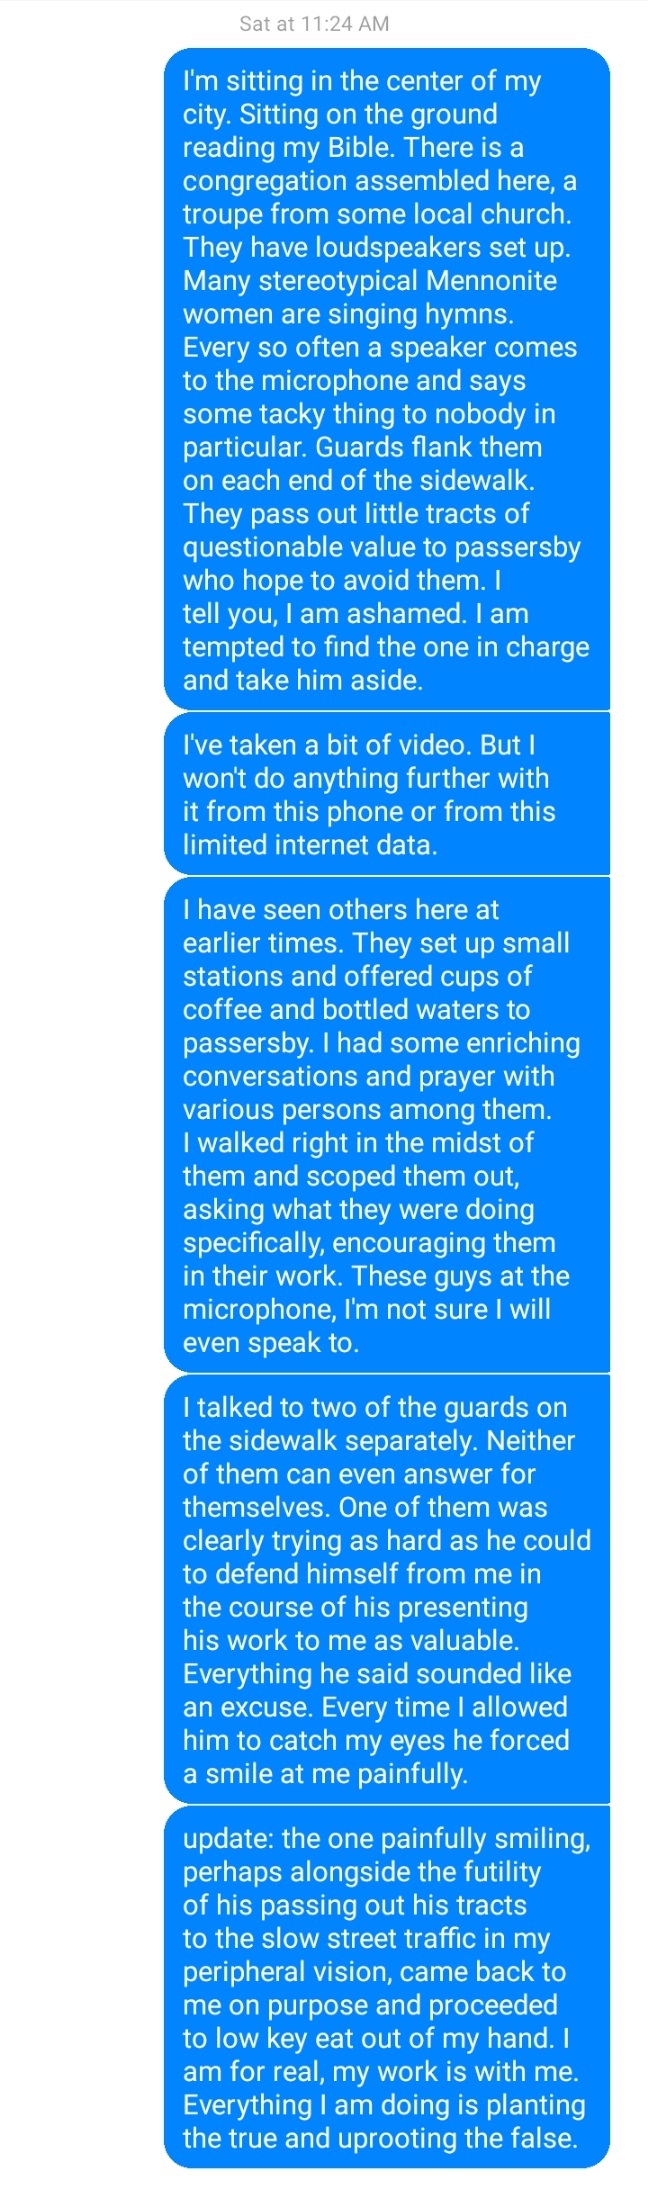 Sat at 11:24 AM
I'm sitting in the center of my
city. Sitting on the ground
reading my Bible. There is a
congregation assembled here, a
troupe from some local church.
They have loudspeakers set up.
Many stereotypical Mennonite
women are singing hymns.
Every so often a speaker comes
to the microphone and says
some tacky thing to nobody in
particular. Guards flank them
on each end of the sidewalk.
They pass out little tracts of
questionable value to passersby
who hope to avoid them. I
tell you, I am ashamed. I am
tempted to find the one in charge
and take him aside.
I've taken a bit of video. But I
won't do anything further with
it from this phone or from this
limited internet data.
I have seen others here at
earlier times. They set up small
stations and offered cups of
coffee and bottled waters to
passersby. I had some enriching
conversations and prayer with
various persons among them.
I walked right in the midst of
them and scoped them out,
asking what they were doing
specifically, encouraging them
in their work. These guys at the
microphone, I'm not sure I will
even speak to.
I talked to two of the guards on
the sidewalk separately. Neither
of them can even answer for
themselves. One of them was
clearly trying as hard as he could
to defend himself from me in
the course of his presenting
his work to me as valuable.
Everything he said sounded like
an excuse. Every time I allowed
him to catch my eyes he forced
a smile at me painfully.
update: the one painfully smiling,
perhaps alongside the futility
of his passing out his tracts
to the slow street traffic in my
peripheral vision, came back to
me on purpose and proceeded
to low key eat out of my hand. I
am for real, my work is with me.
Everything I am doing is planting
the true and uprooting the false.